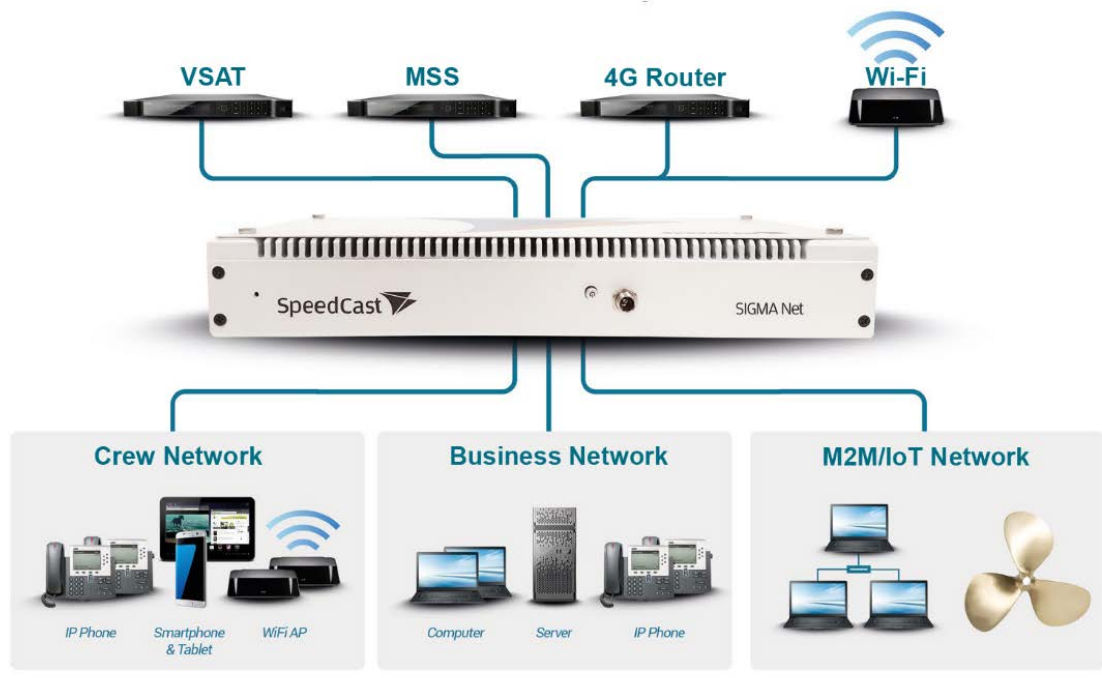 VSAT
MSS
4G Router
Wi-Fi
SpeedCast
SIGMA Net
Crew Network
Business Network
M2M/IoT Network
IP Phone
Smartphone
& Tablet
WiFi AP
Computer
Server
IP Phone